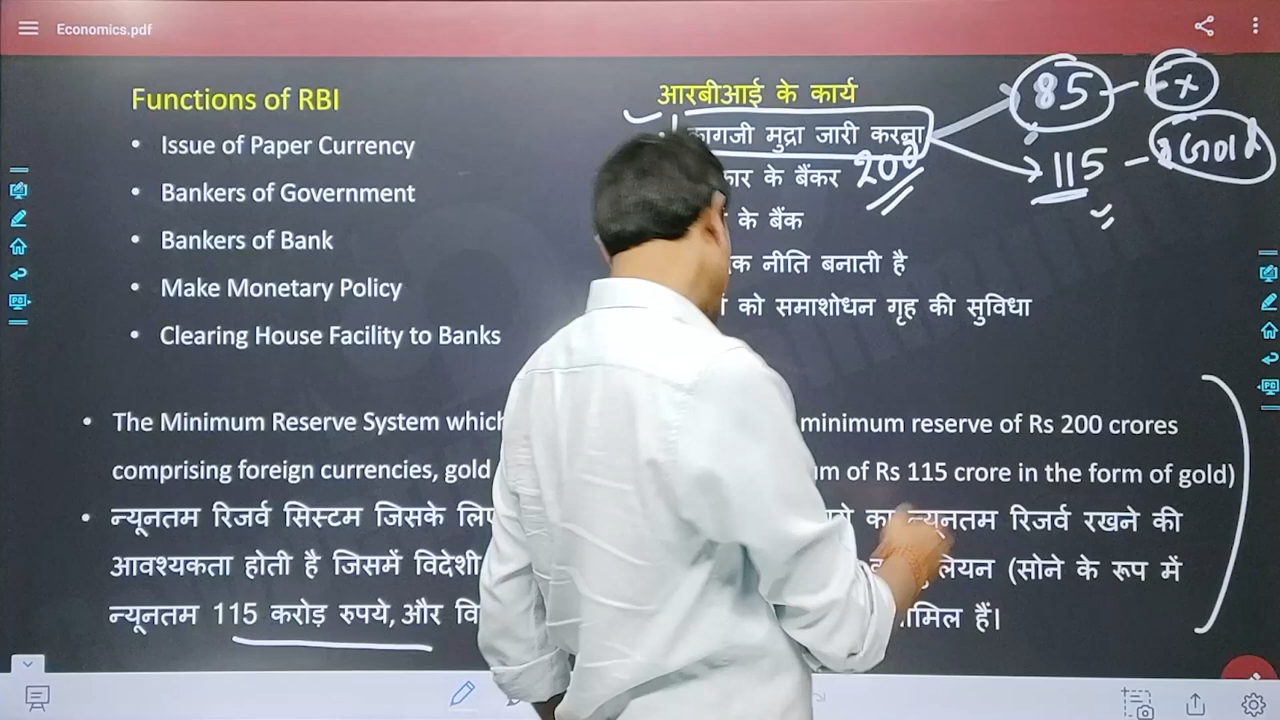 Economics.pdf
Functions of RBI
• Issue of Paper Currency
• Bankers of Government
• Bankers of Bank
• Make Monetary Policy
• Clearing House Facility to Banks
आरबीआई के कार्य
कागजी मुद्रा जारी करना
के बैंकर
के बैंक
नीति बनाती है
को समाशोधन गृह की सुविधा
200
85 -
115 - Gold
• The Minimum Reserve System which minimum reserve of Rs 200 crores
comprising foreign currencies, gold of Rs 115 crore in the form of gold)
• न्यूनतम रिजर्व सिस्टम जिसके न्यूनतम रिजर्व रखने की
आवश्यकता होती है जिसमें विदेशी (सोने के रूप में
न्यूनतम 115 करोड़ रुपये, और हैं।